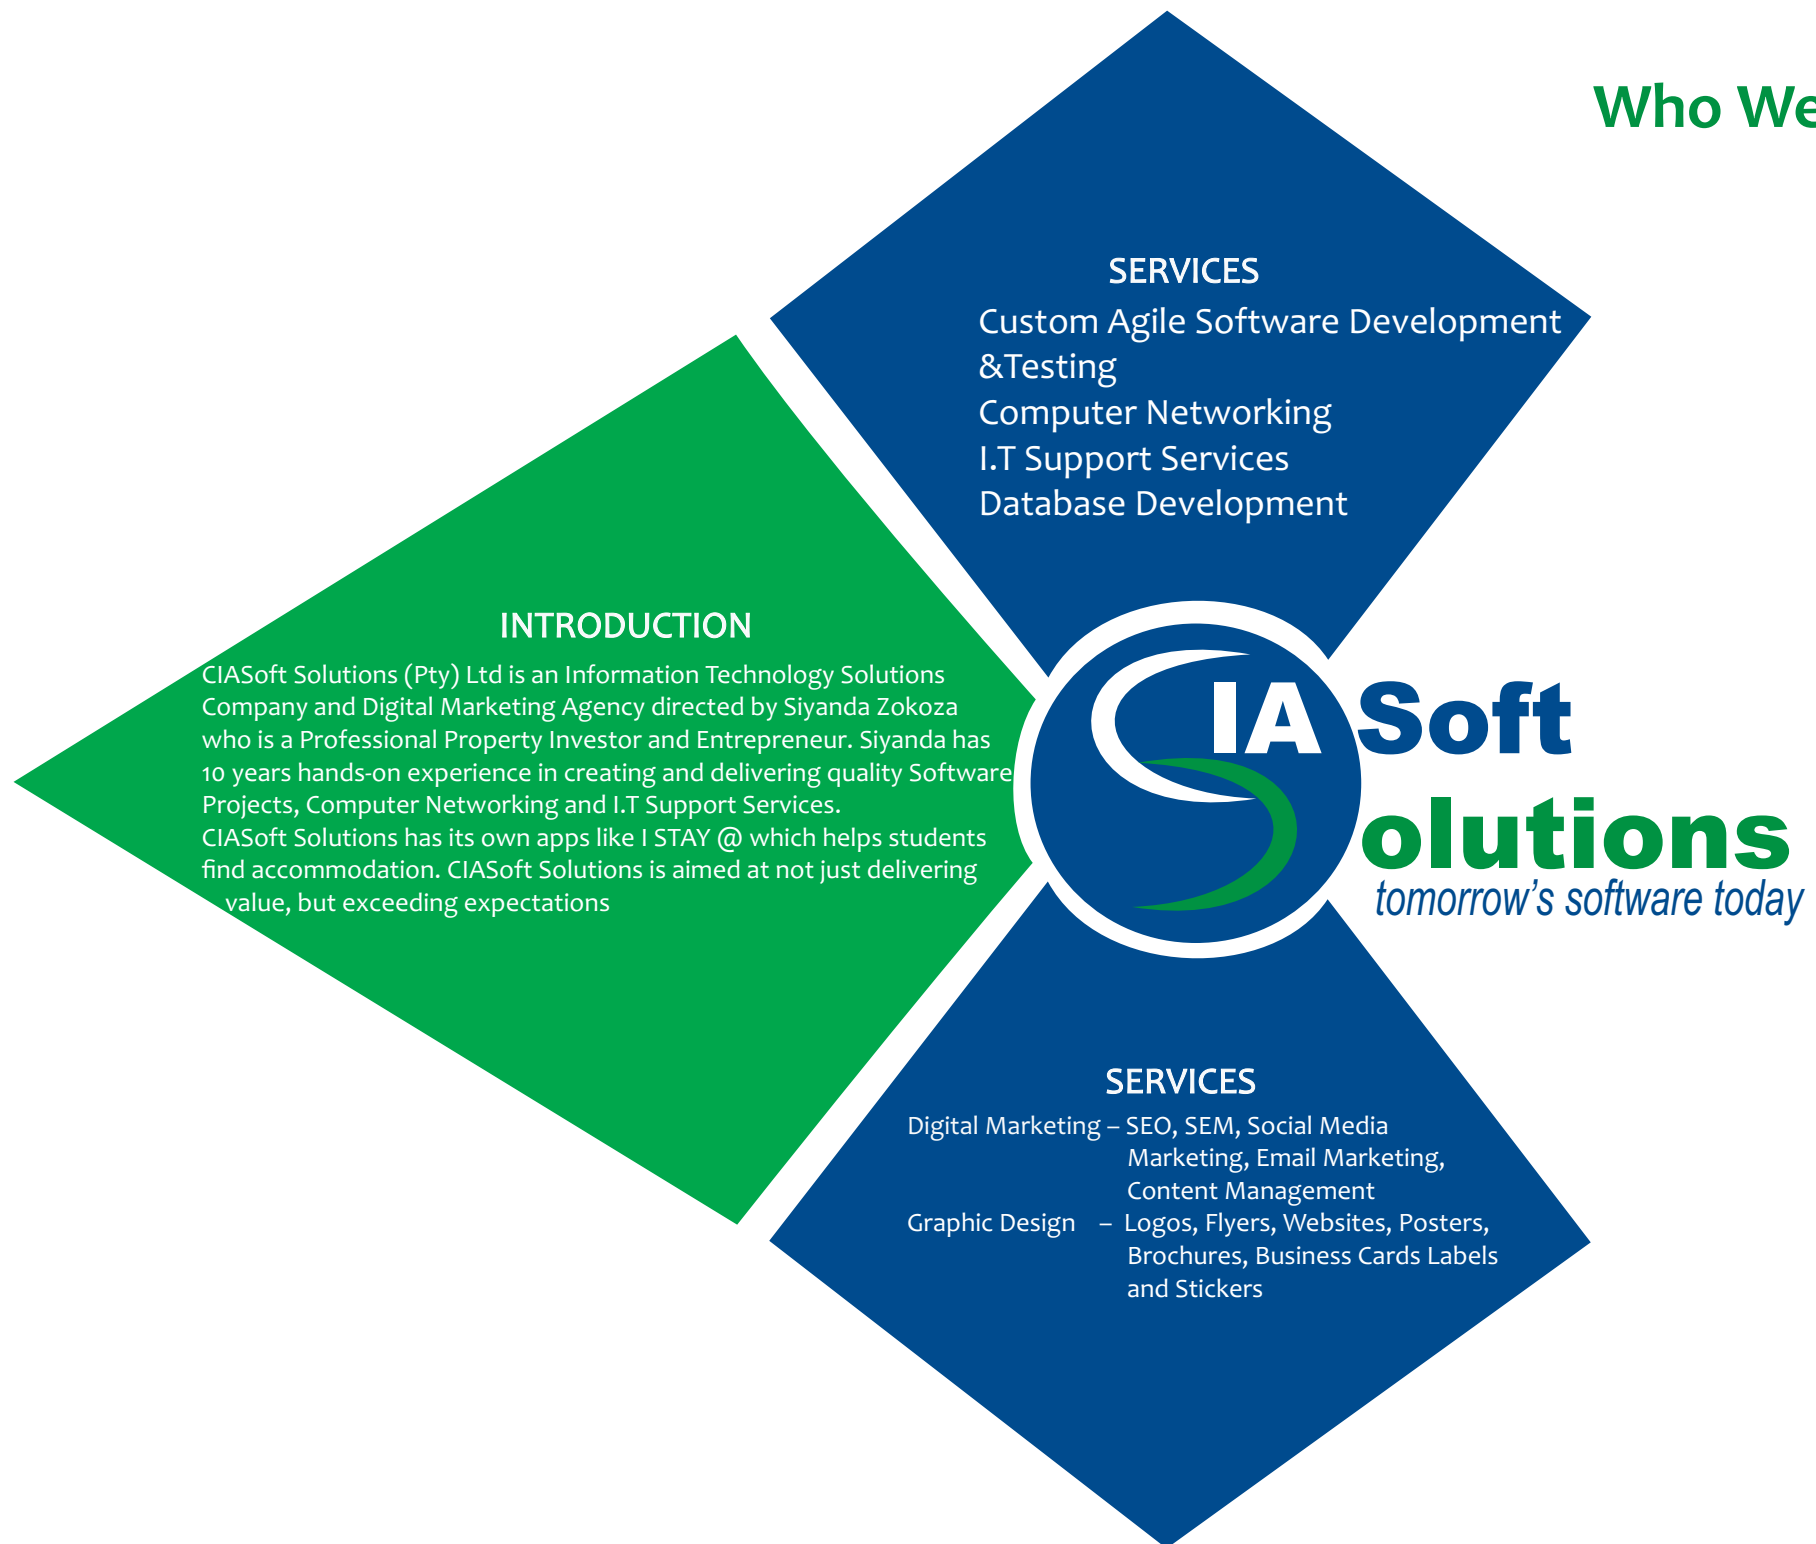 Who We
SERVICES
Custom Agile Software Development
&Testing
Computer Networking
I.T Support Services
Database Development
INTRODUCTION
CIASoft Solutions (Pty) Ltd is an Information Technology Solutions
Company and Digital Marketing Agency directed by Siyanda Zokoza
who is a Professional Property Investor and Entrepreneur. Siyanda has
10 years hands-on experience in creating and delivering quality Software
Projects, Computer Networking and I.T Support Services.
CIASoft Solutions has its own apps like I STAY @ which helps students
find accommodation. CIASoft Solutions is aimed at not just delivering
value, but exceeding expectations
CIA Soft
Solutions
tomorrow's software today
SERVICES
Digital Marketing – SEO, SEM, Social Media
Marketing, Email Marketing,
Content Management
Graphic Design – Logos, Flyers, Websites, Posters,
Brochures, Business Cards Labels
and Stickers